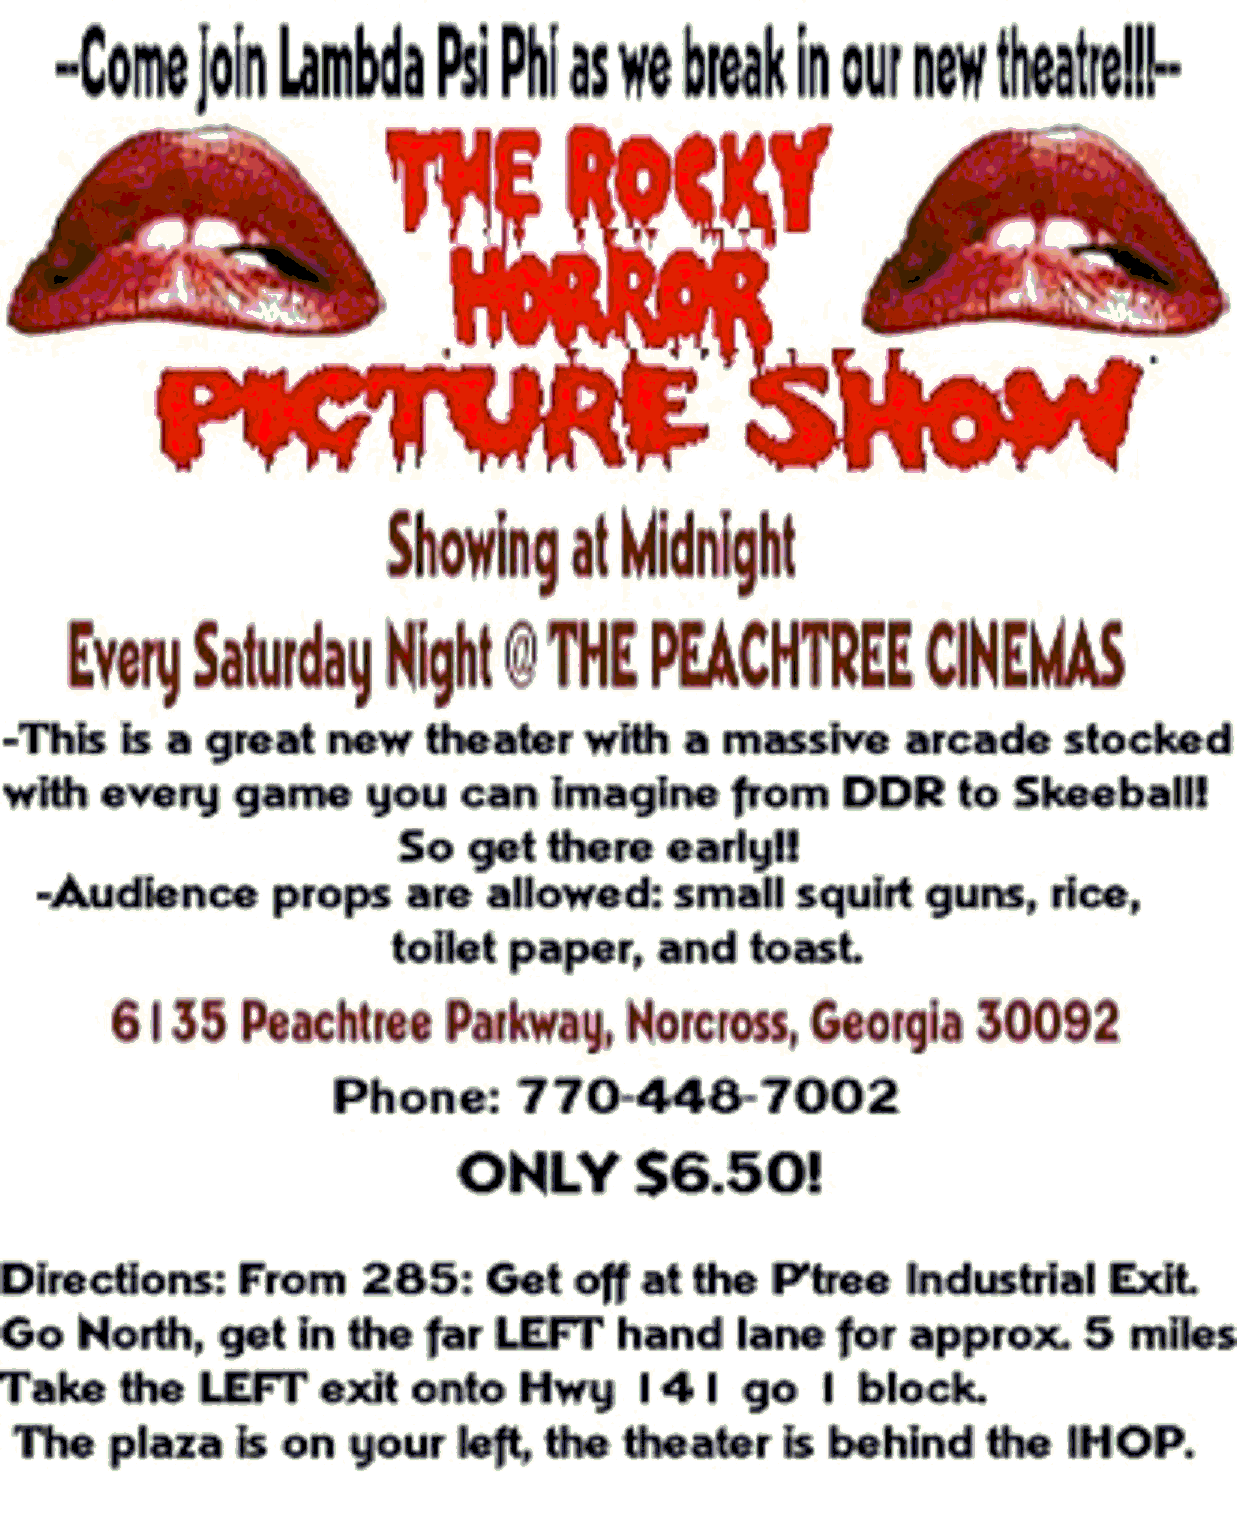 --Come join Lambda Psi Phi as we break in our new theatre!!!--
THE ROCKY
HORROR
PICTURE SHOW
Showing at Midnight
Every Saturday Night @ THE PEACHTREE CINEMAS
-This is a great new theater with a massive arcade stocked
with every game you can imagine from DDR to Skeeball!
So get there early!!
-Audience props are allowed: small squirt guns, rice,
toilet paper, and toast.
6135 Peachtree Parkway, Norcross, Georgia 30092
Phone: 770-448-7002
ONLY $6.50!
Directions: From 285: Get off at the P'tree Industrial Exit.
Go North, get in the far LEFT hand lane for approx. 5 miles
Take the LEFT exit onto Hwy 141 go 1 block.
The plaza is on your left, the theater is behind the IHOP.